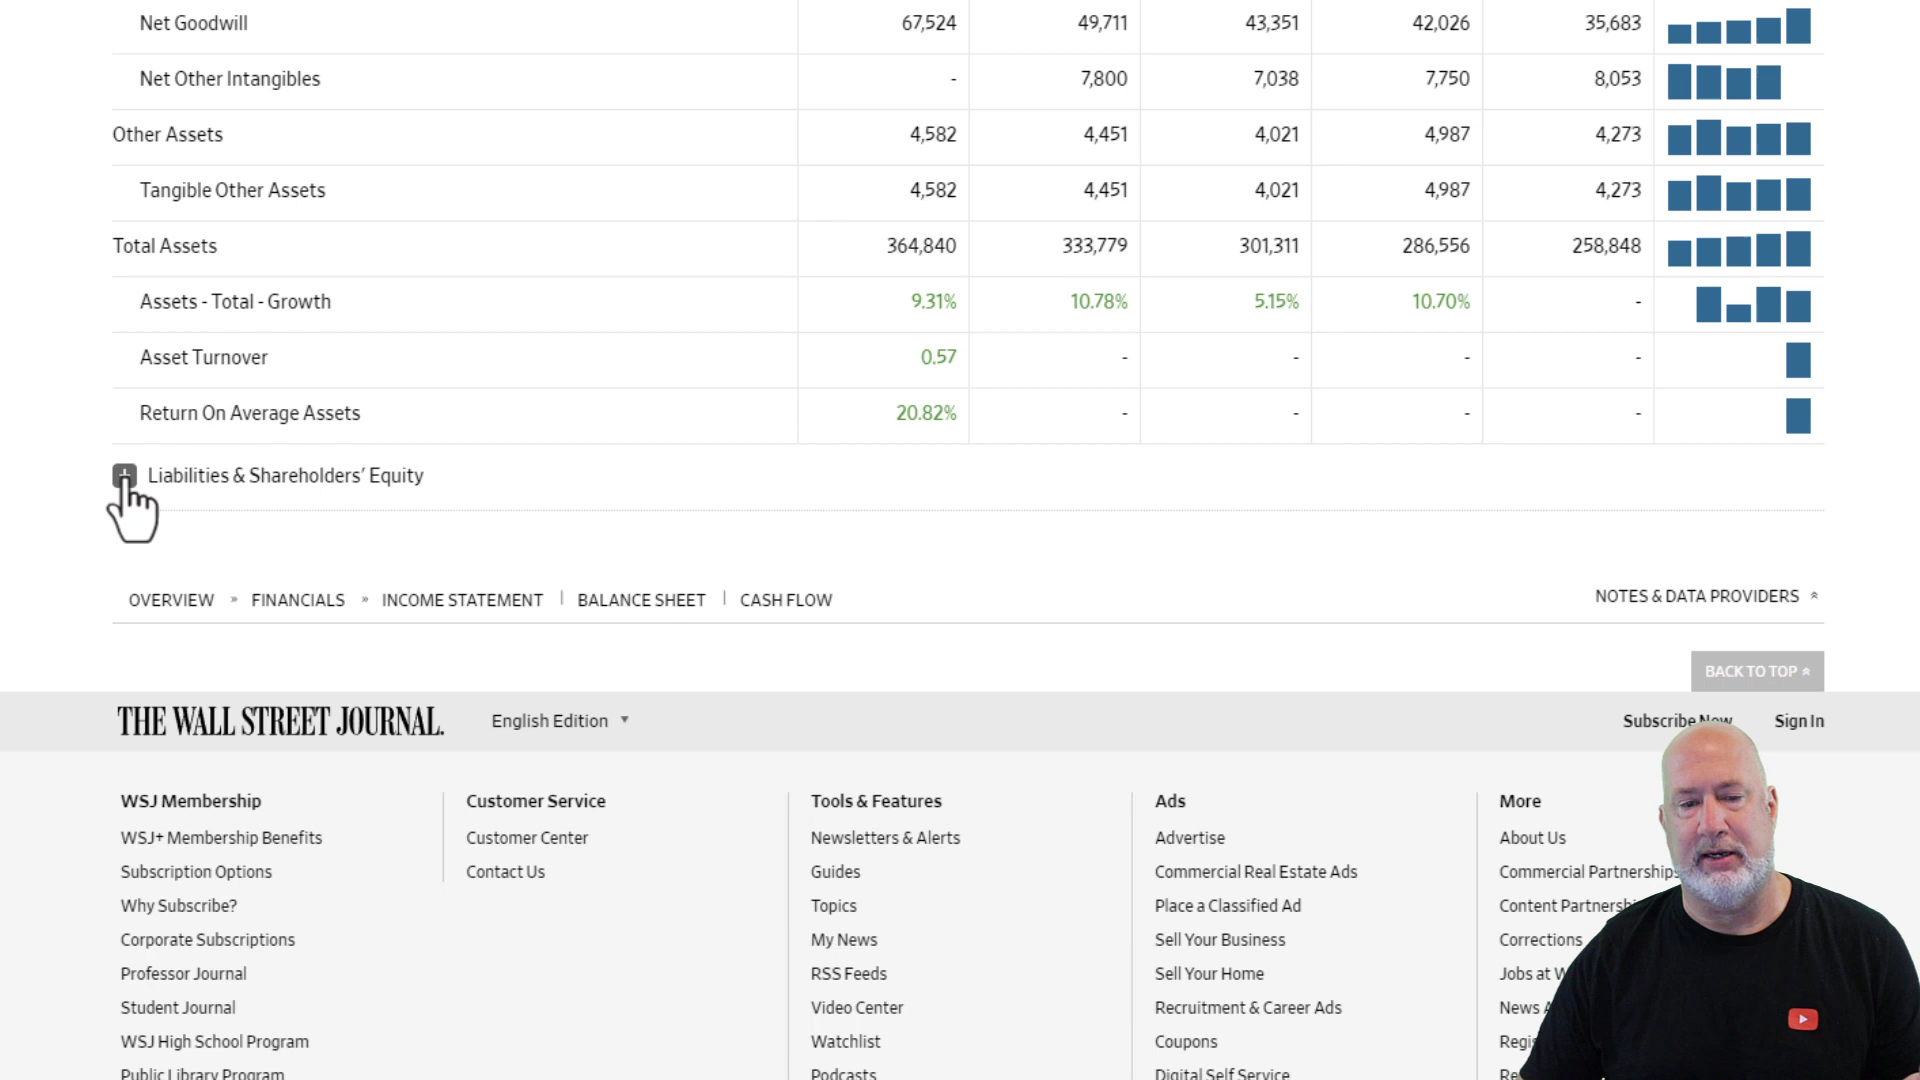 Net Goodwill 67,524 49,711 43,351 42,026 35,683
Net Other Intangibles - 7,800 7,038 7,750 8,053
Other Assets 4,582 4,451 4,021 4,987 4,273
Tangible Other Assets 4,582 4,451 4,021 4,987 4,273
Total Assets 364,840 333,779 301,311 286,556 258,848
Assets - Total - Growth 9.31% 10.78% 5.15% 10.70% -
Asset Turnover 0.57 - - - -
Return On Average Assets 20.82% - - - -
Liabilities & Shareholders' Equity
OVERVIEW » FINANCIALS » INCOME STATEMENT | BALANCE SHEET | CASH FLOW
NOTES & DATA PROVIDERS
BACK TO TOP
THE WALL STREET JOURNAL.
English Edition
Subscribe Now
Sign In
WSJ Membership
WSJ+ Membership Benefits
Subscription Options
Why Subscribe?
Corporate Subscriptions
Professor Journal
Student Journal
WSJ High School Program
Public Library Program
Customer Service
Customer Center
Contact Us
Tools & Features
Newsletters & Alerts
Guides
Topics
My News
RSS Feeds
Video Center
Watchlist
Podcasts
Ads
Advertise
Commercial Real Estate Ads
Place a Classified Ad
Sell Your Business
Sell Your Home
Recruitment & Career Ads
Coupons
Digital Self Service
More
About Us
Commercial Partnerships
Content
Corrections
Jobs at
News